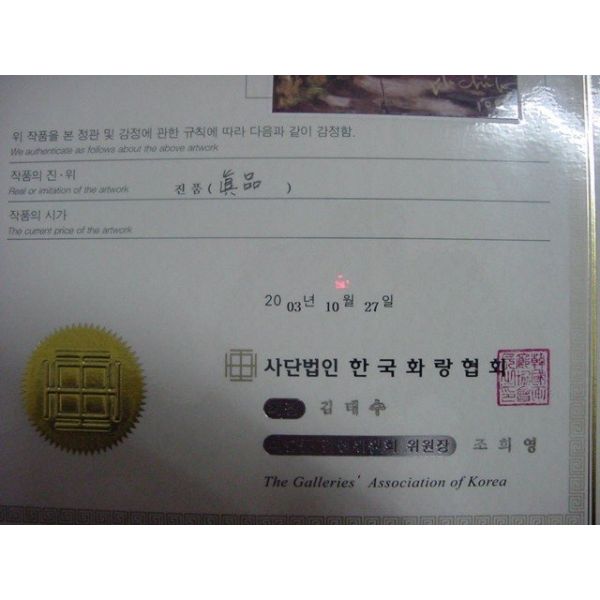 위 작품을 본 정관 및 감정에 관한 규칙에 따라 다음과 같이 감정함.
We authenticate as follows about the above artwork
작품의 진·위
Real or imitation of the artwork
진품( 眞品 )
작품의 시가
The current price of the artwork
20 03년 10월 27일
사단법인 한국화랑협회
김태수
위원장 조희영
The Galleries' Association of Korea